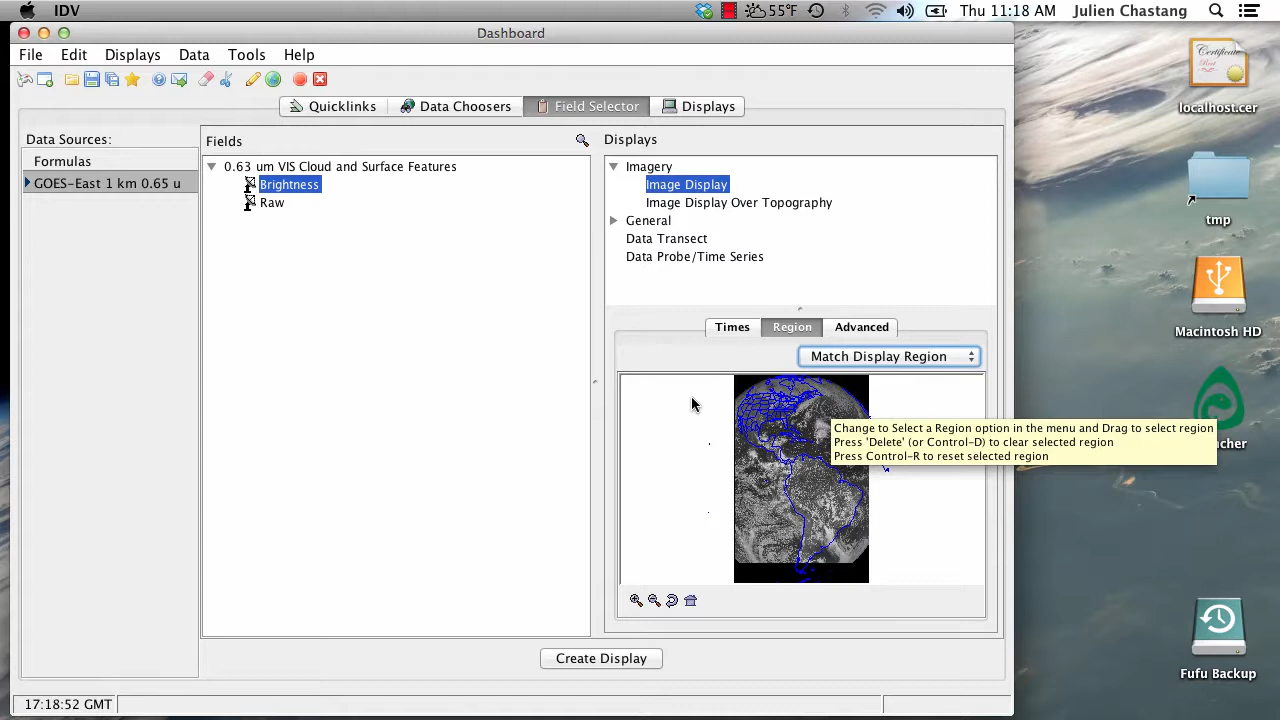 IDV
55°F
Thu 11:18 AM
Julien Chastang
Dashboard
File Edit Displays Data Tools Help
Quicklinks
Data Choosers
Field Selector
Displays
Data Sources:
Formulas
GOES-East 1 km 0.65 u
Fields
0.63 um VIS Cloud and Surface Features
Brightness
Raw
Displays
Imagery
Image Display
Image Display Over Topography
General
Data Transect
Data Probe/Time Series
Times
Region
Advanced
Match Display Region
Change to Select a Region option in the menu and Drag to select region
Press 'Delete' (or Control-D) to clear selected region
Press Control-R to reset selected region
Create Display
17:18:52 GMT
localhost.cer
tmp
Macintosh HD
ucher
Fufu Backup